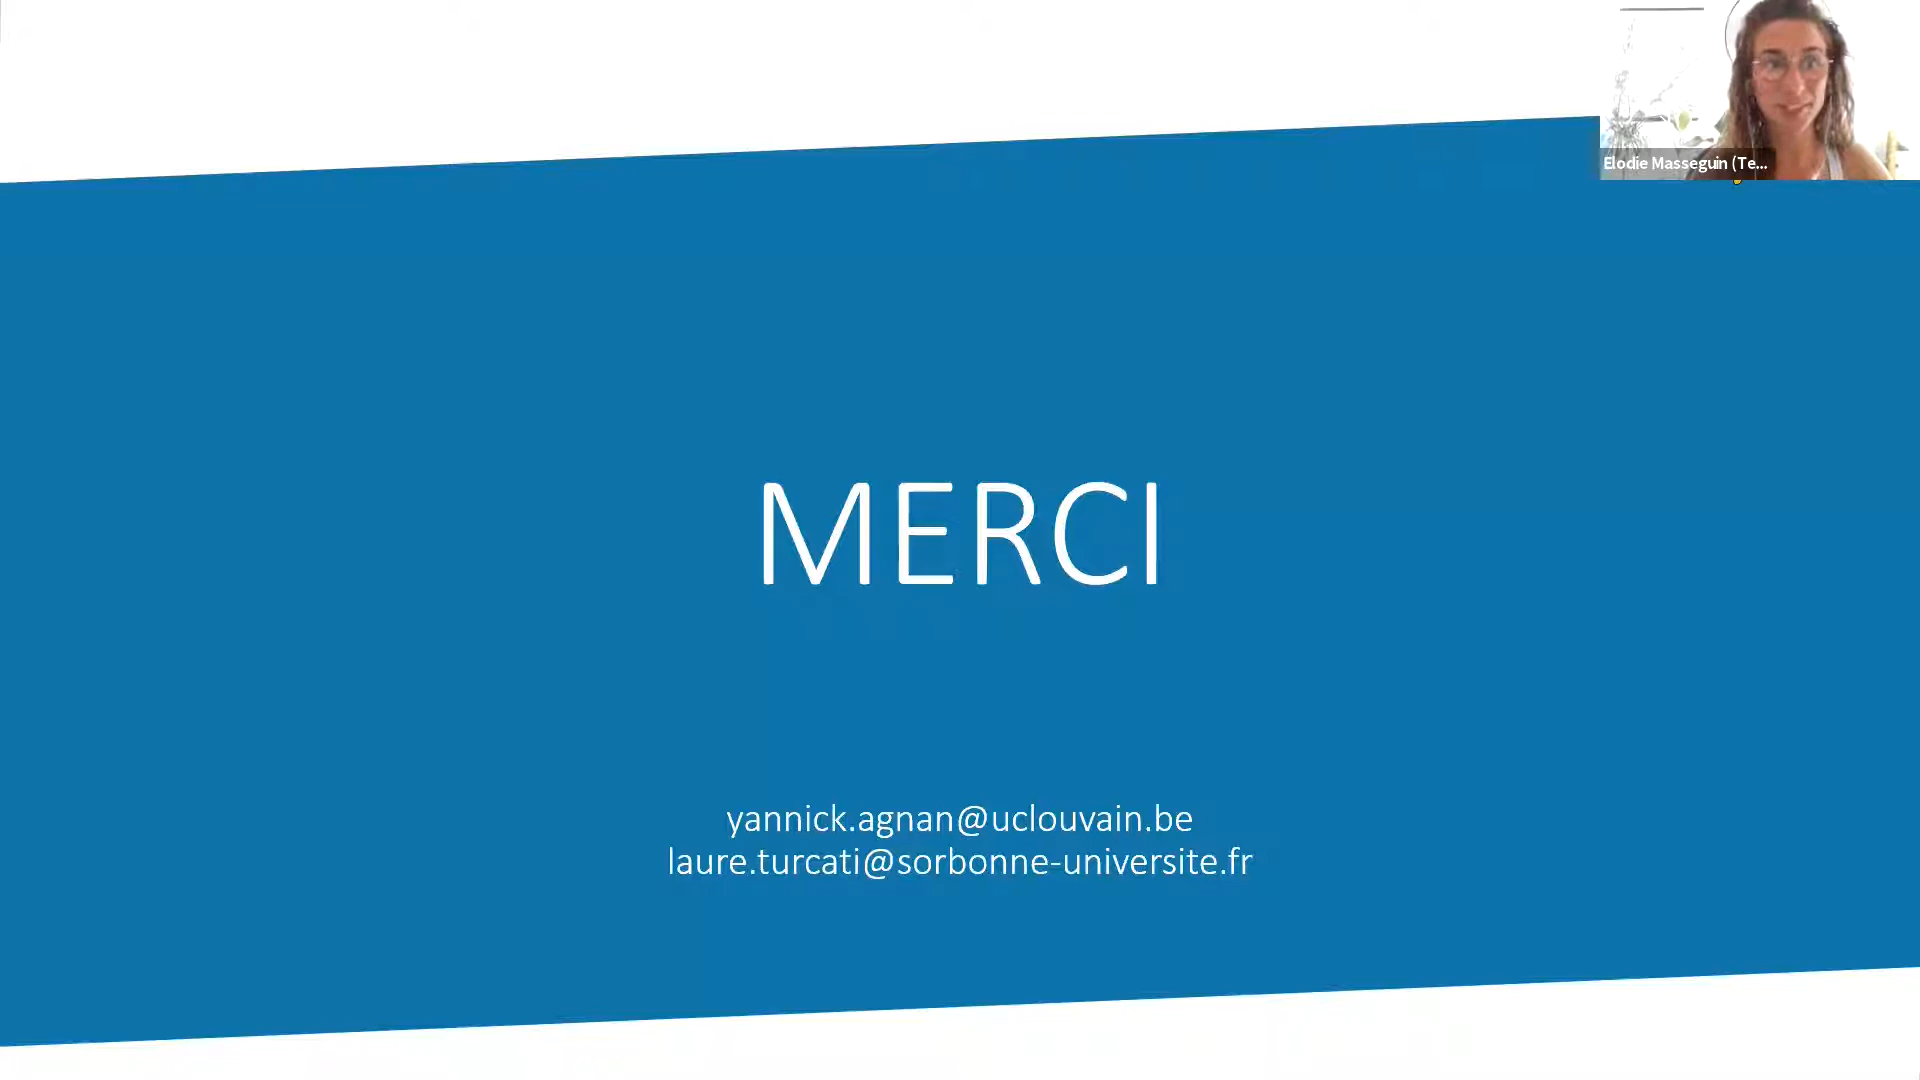 Elodie Masseguin (Te...
MERCI
yannick.agnan@uclouvain.be
laure.turcati@sorbonne-universite.fr